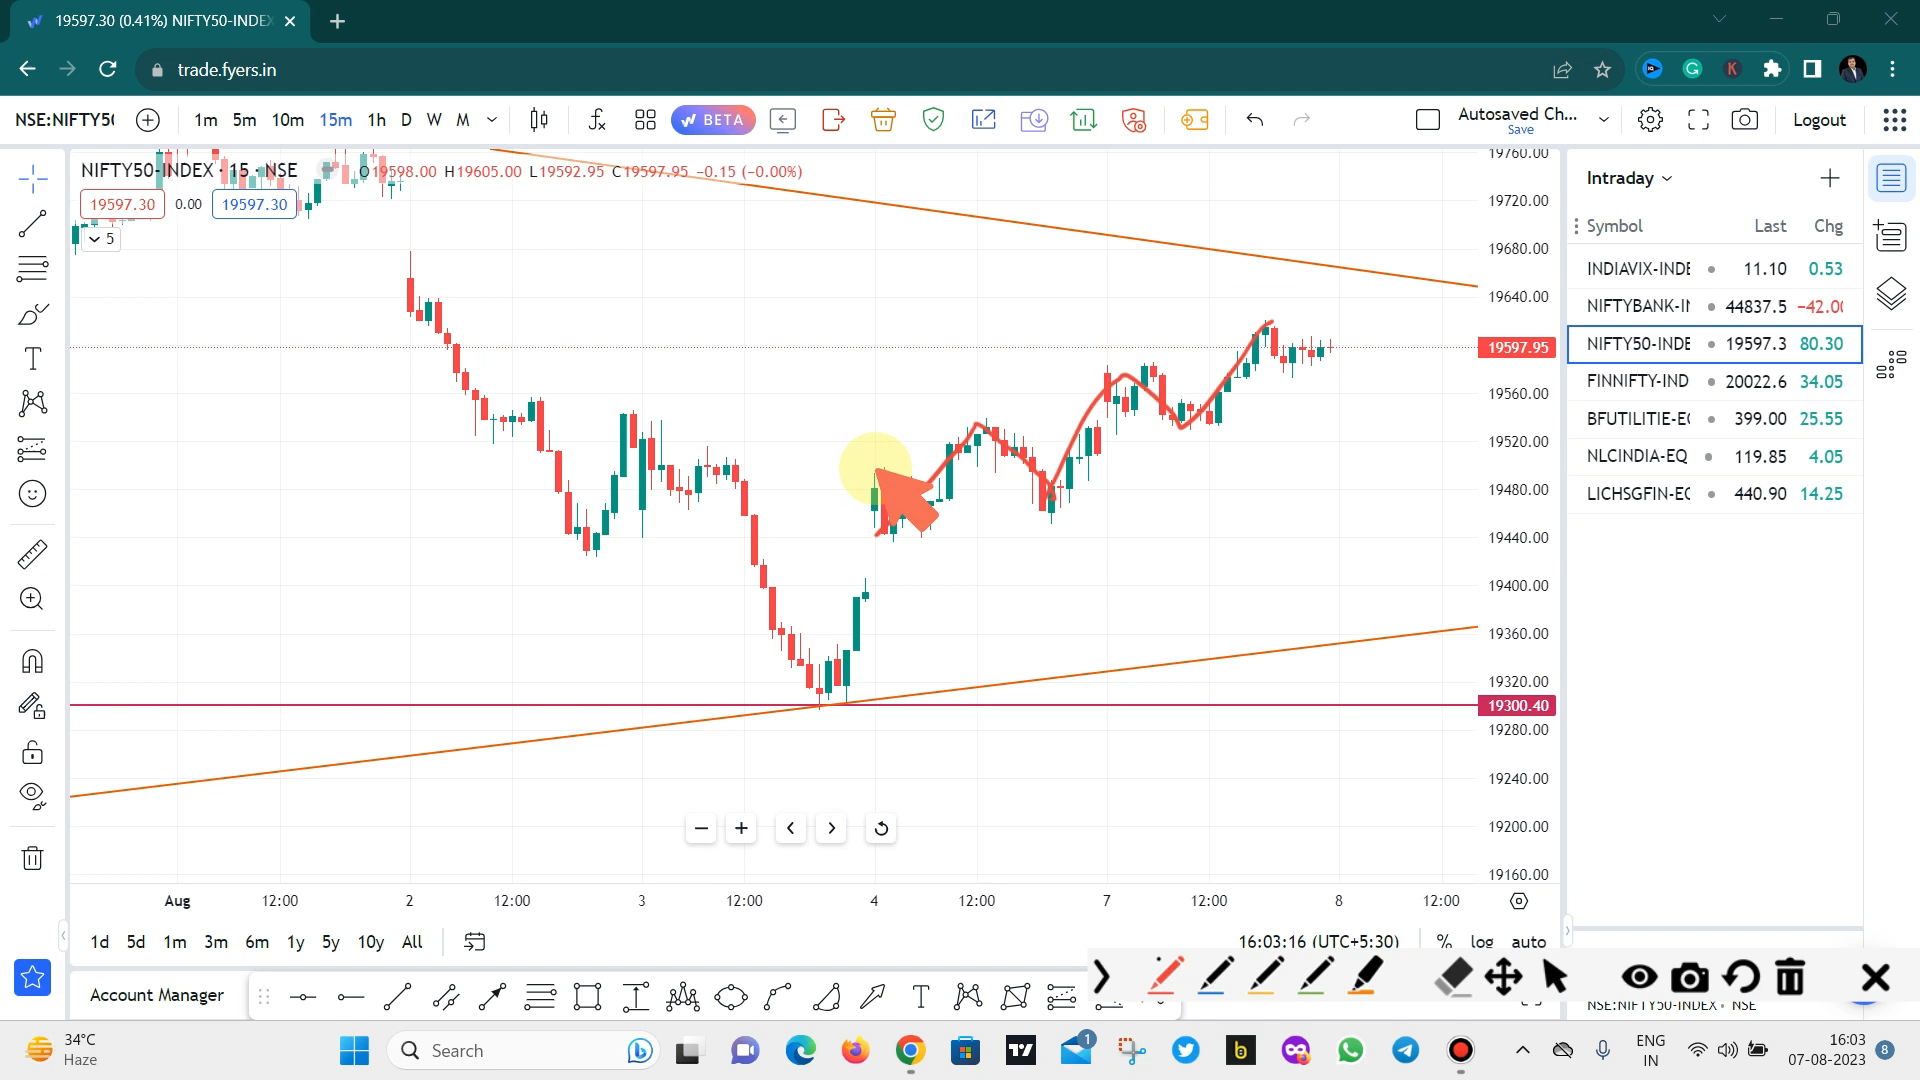 19597.30 (0.41%) NIFTY50-INDEX
trade.fyers.in
NSE:NIFTY5
1m 5m 10m 15m 1h D W M
BETA
Autosaved Ch...
Save
Logout
NIFTY50-INDEX · 15 · NSE
O19598.00 H19605.00 L19592.95 C19597.95 −0.15 (−0.00%)
19597.30 0.00 19597.30
5
19760.00
19720.00
19680.00
19640.00
19597.95
19560.00
19520.00
19480.00
19440.00
19400.00
19360.00
19320.00
19300.40
19280.00
19240.00
19200.00
19160.00
Aug 12:00 2 12:00 3 12:00 4 12:00 7 12:00 8 12:00
1d 5d 1m 3m 6m 1y 5y 10y All
16:03:16 (UTC+5:30) % log auto
Account Manager
Intraday
Symbol Last Chg
INDIAVIX-INDE 11.10 0.53
NIFTYBANK-IN 44837.5 −42.00
NIFTY50-INDE 19597.3 80.30
FINNIFTY-IND 20022.6 34.05
BFUTILITIE-EQ 399.00 25.55
NLCINDIA-EQ 119.85 4.05
LICHSGFIN-EQ 440.90 14.25
NSE:NIFTY50-INDEX · NSE
34°C
Haze
Search
1
ENG
IN
16:03
07-08-2023
8